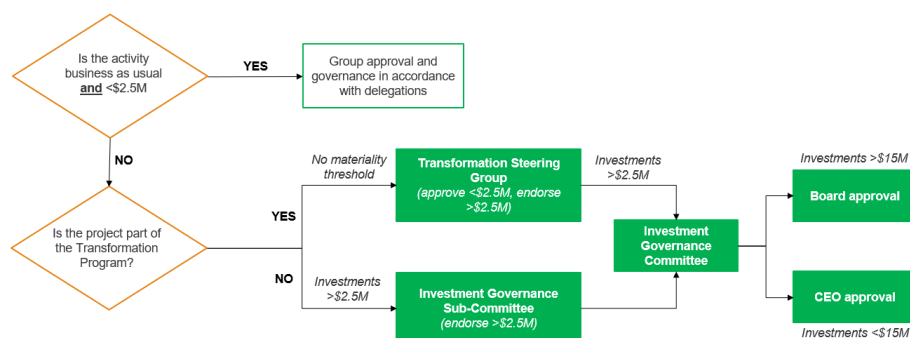 Is the activity
business as usual
and <$2.5M
YES
Group approval and
governance in accordance
with delegations
NO
Is the project part of
the Transformation
Program?
YES
NO
No materiality
threshold
Transformation Steering
Group
(approve <$2.5M, endorse
>$2.5M)
Investments
>$2.5M
Investments
>$2.5M
Investment Governance
Sub-Committee
(endorse >$2.5M)
Investment
Governance
Committee
Investments >$15M
Board approval
CEO approval
Investments <$15M